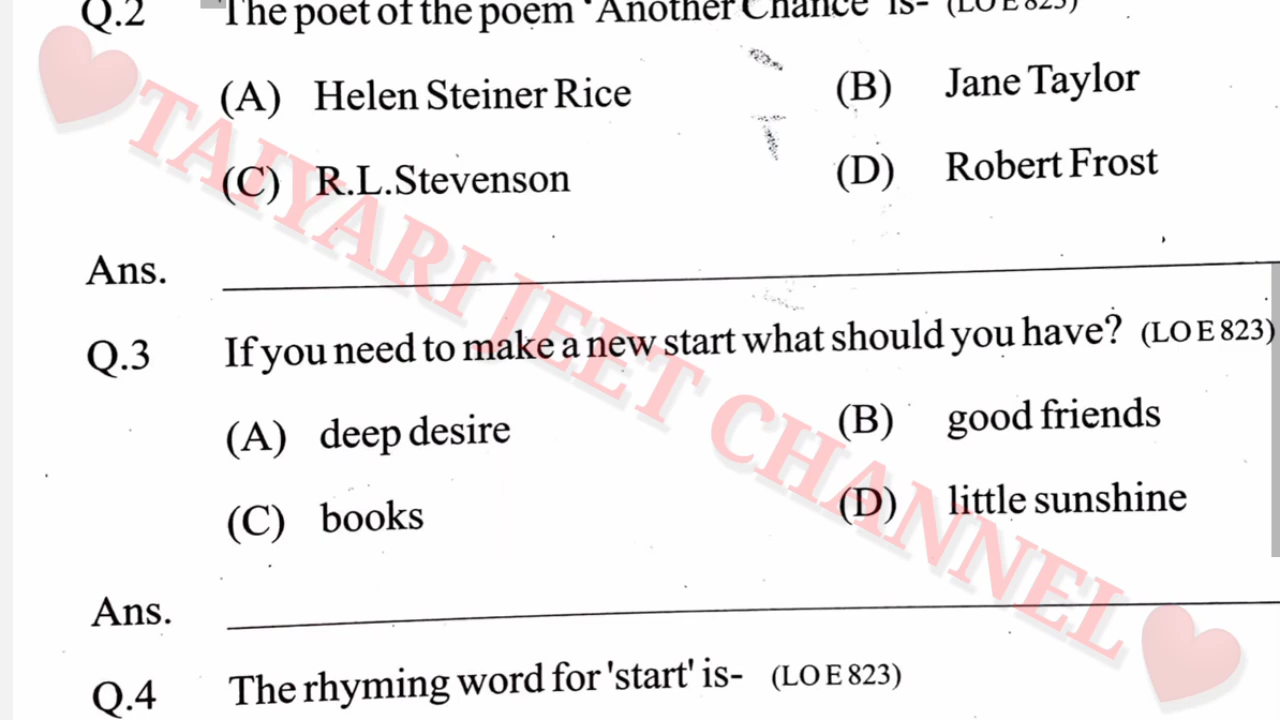 Q.2 The poet of the poem 'Another Chance' is- (LO E 823)
(A) Helen Steiner Rice (B) Jane Taylor
(C) R.L.Stevenson (D) Robert Frost
Ans.
Q.3 If you need to make a new start what should you have? (LO E 823)
(A) deep desire (B) good friends
(C) books (D) little sunshine
Ans.
Q.4 The rhyming word for 'start' is- (LO E 823)
TAIYARI JEET CHANNEL